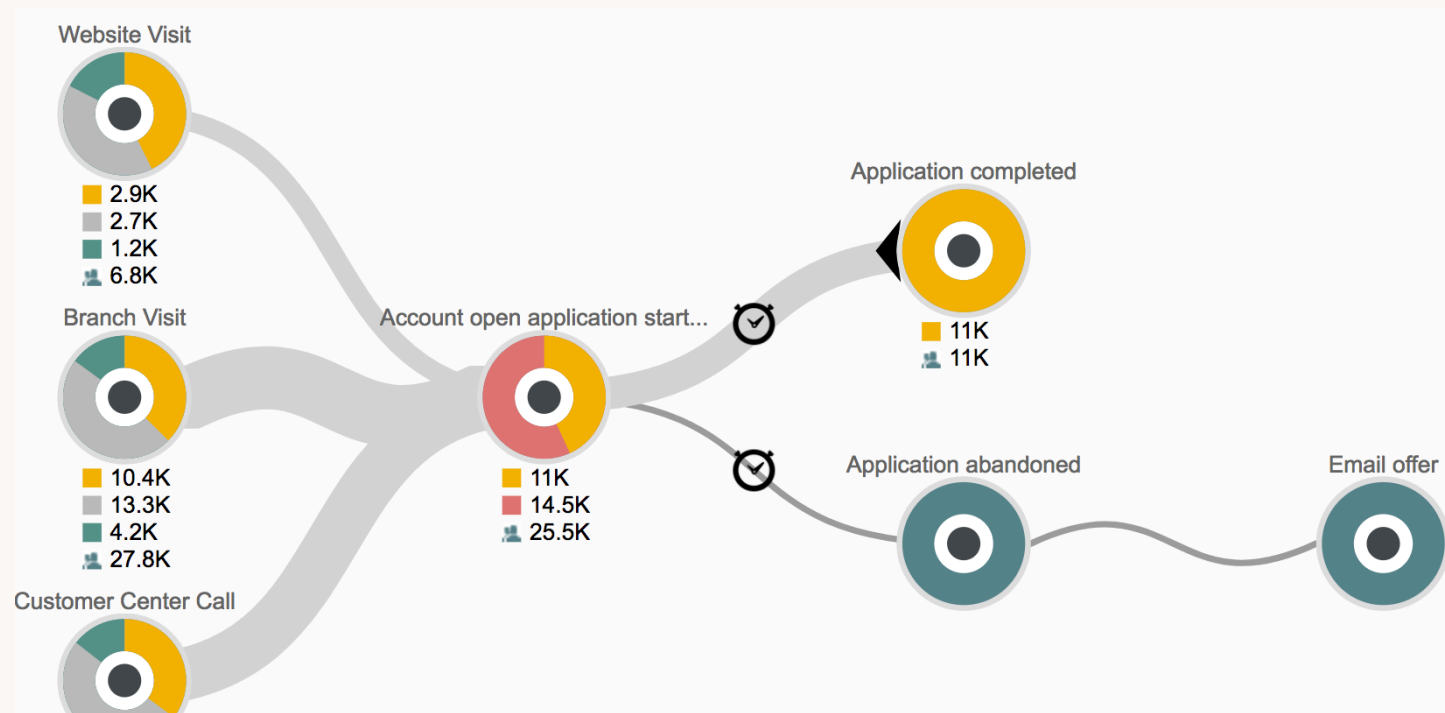 Website Visit
2.9K
2.7K
1.2K
6.8K
Branch Visit
10.4K
13.3K
4.2K
27.8K
Customer Center Call
Account open application start...
11K
14.5K
25.5K
Application completed
11K
11K
Application abandoned
Email offer